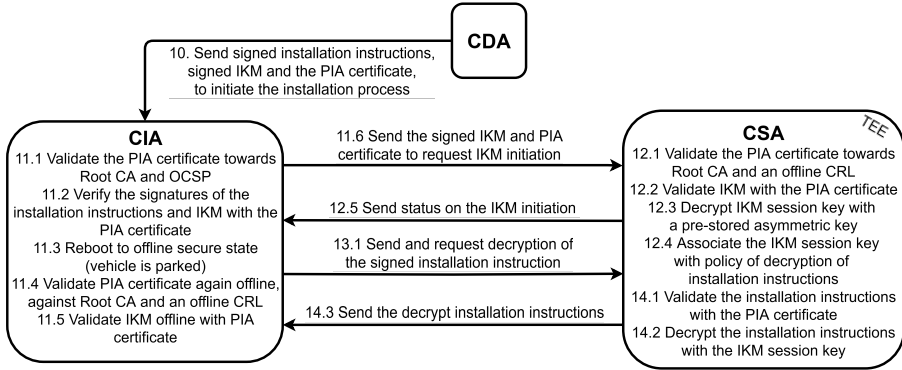 CDA
10. Send signed installation instructions,
signed IKM and the PIA certificate,
to initiate the installation process
CIA
11.1 Validate the PIA certificate towards
Root CA and OCSP
11.2 Verify the signatures of the
installation instructions and IKM with the
PIA certificate
11.3 Reboot to offline secure state
(vehicle is parked)
11.4 Validate PIA certificate again offline,
against Root CA and an offline CRL
11.5 Validate IKM offline with PIA
certificate
11.6 Send the signed IKM and PIA
certificate to request IKM initiation
12.5 Send status on the IKM initiation
13.1 Send and request decryption of
the signed installation instruction
14.3 Send the decrypt installation instructions
CSA
TEE
12.1 Validate the PIA certificate towards
Root CA and an offline CRL
12.2 Validate IKM with the PIA certificate
12.3 Decrypt IKM session key with
a pre-stored asymmetric key
12.4 Associate the IKM session key
with policy of decryption of
installation instructions
14.1 Validate the installation instructions
with the PIA certificate
14.2 Decrypt the installation instructions
with the IKM session key